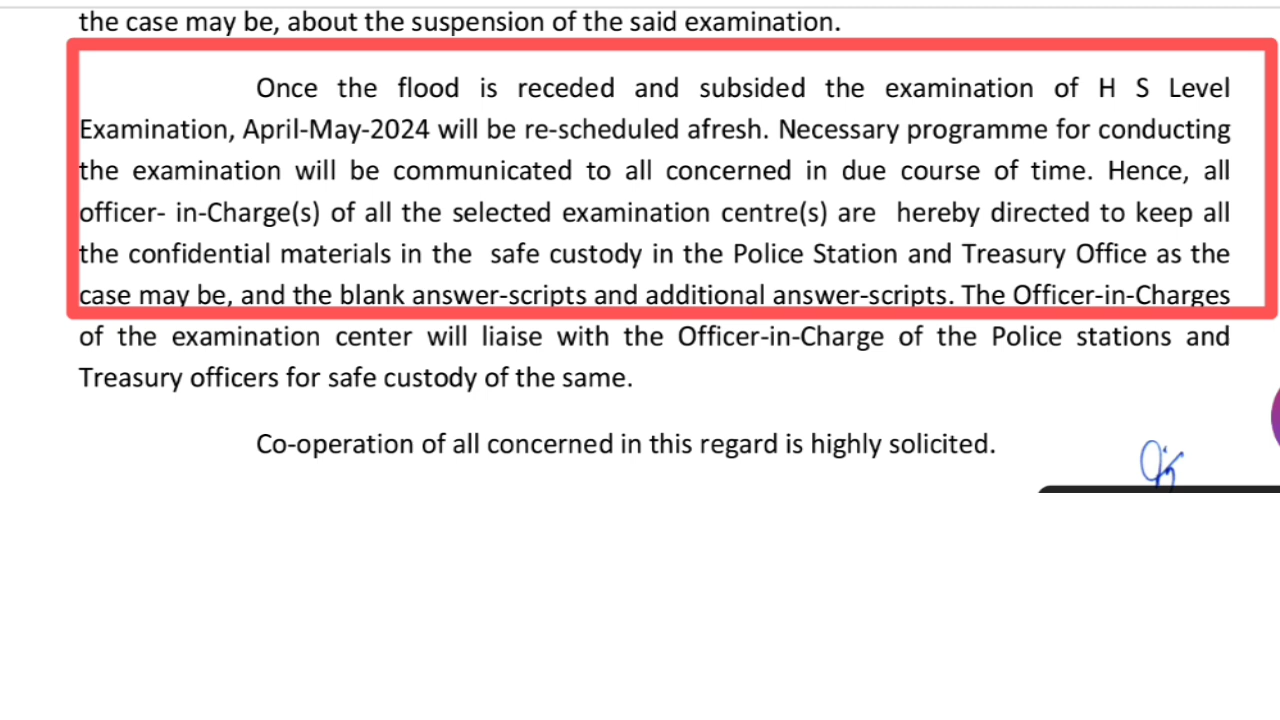 the case may be, about the suspension of the said examination.
Once the flood is receded and subsided the examination of H S Level
Examination, April-May-2024 will be re-scheduled afresh. Necessary programme for conducting
the examination will be communicated to all concerned in due course of time. Hence, all
officer- in-Charge(s) of all the selected examination centre(s) are hereby directed to keep all
the confidential materials in the safe custody in the Police Station and Treasury Office as the
case may be, and the blank answer-scripts and additional answer-scripts. The Officer-in-Charges
of the examination center will liaise with the Officer-in-Charge of the Police stations and
Treasury officers for safe custody of the same.
Co-operation of all concerned in this regard is highly solicited.